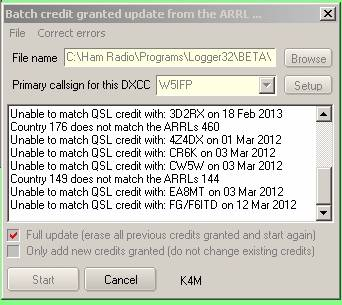 Batch credit granted update from the ARRL ...
File Correct errors
File name C:\Ham Radio\Programs\Logger32\BETA\ Browse
Primary callsign for this DXCC W5IFP Setup
Unable to match QSL credit with: 3D2RX on 18 Feb 2013
Country 176 does not match the ARRLs 460
Unable to match QSL credit with: 4Z4DX on 01 Mar 2012
Unable to match QSL credit with: CR6K on 03 Mar 2012
Unable to match QSL credit with: CW5W on 03 Mar 2012
Country 149 does not match the ARRLs 144
Unable to match QSL credit with: EA8MT on 03 Mar 2012
Unable to match QSL credit with: FG/F6ITD on 12 Mar 2012
Full update (erase all previous credits granted and start again)
Only add new credits granted (do not change existing credits)
Start Cancel K4M